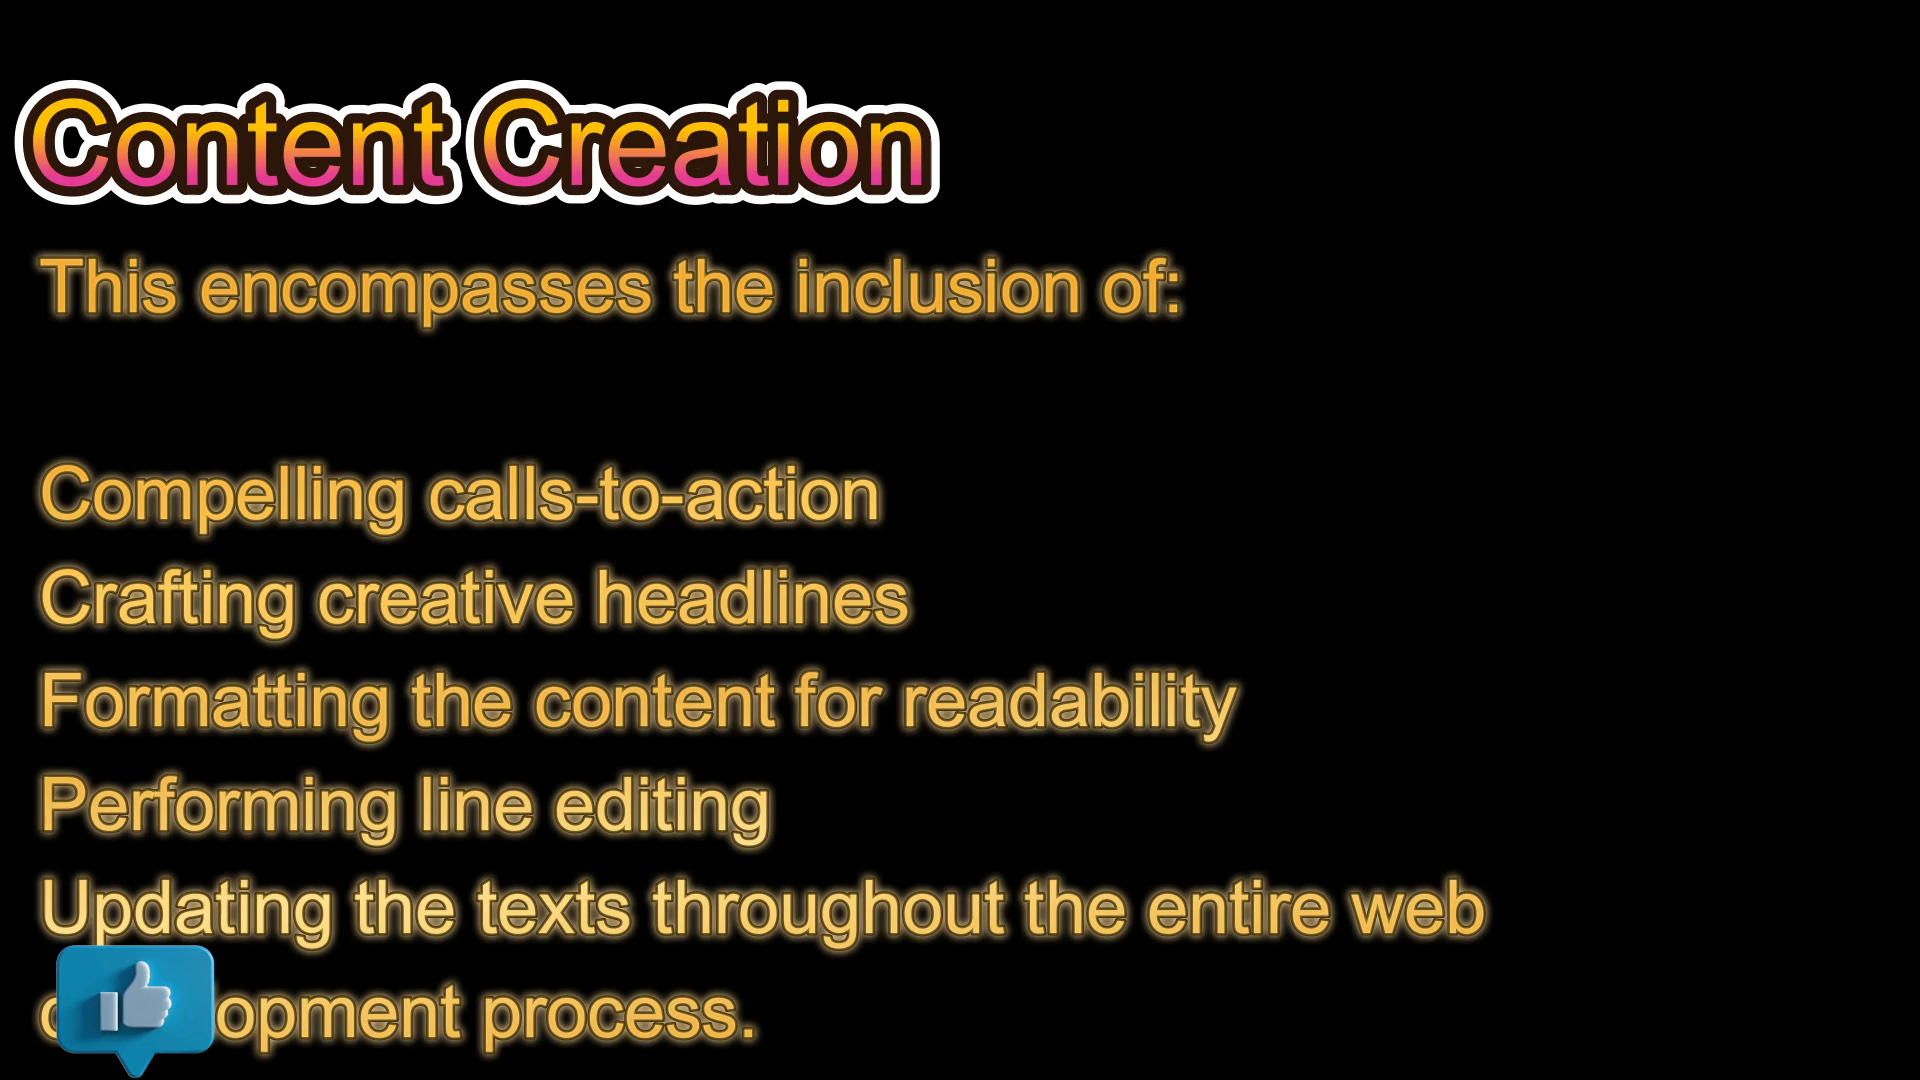 Content Creation
This encompasses the inclusion of:
Compelling calls-to-action
Crafting creative headlines
Formatting the content for readability
Performing line editing
Updating the texts throughout the entire web
process.